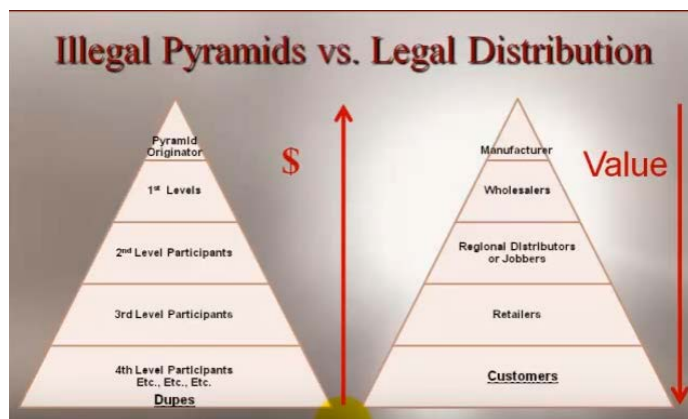 Illegal Pyramids vs. Legal Distribution
Pyramid
Originator
1st Levels
2nd Level Participants
3rd Level Participants
4th Level Participants
Etc., Etc., Etc.
Dupes
$
Manufacturer
Wholesalers
Regional Distributors
or Jobbers
Retailers
Customers
Value